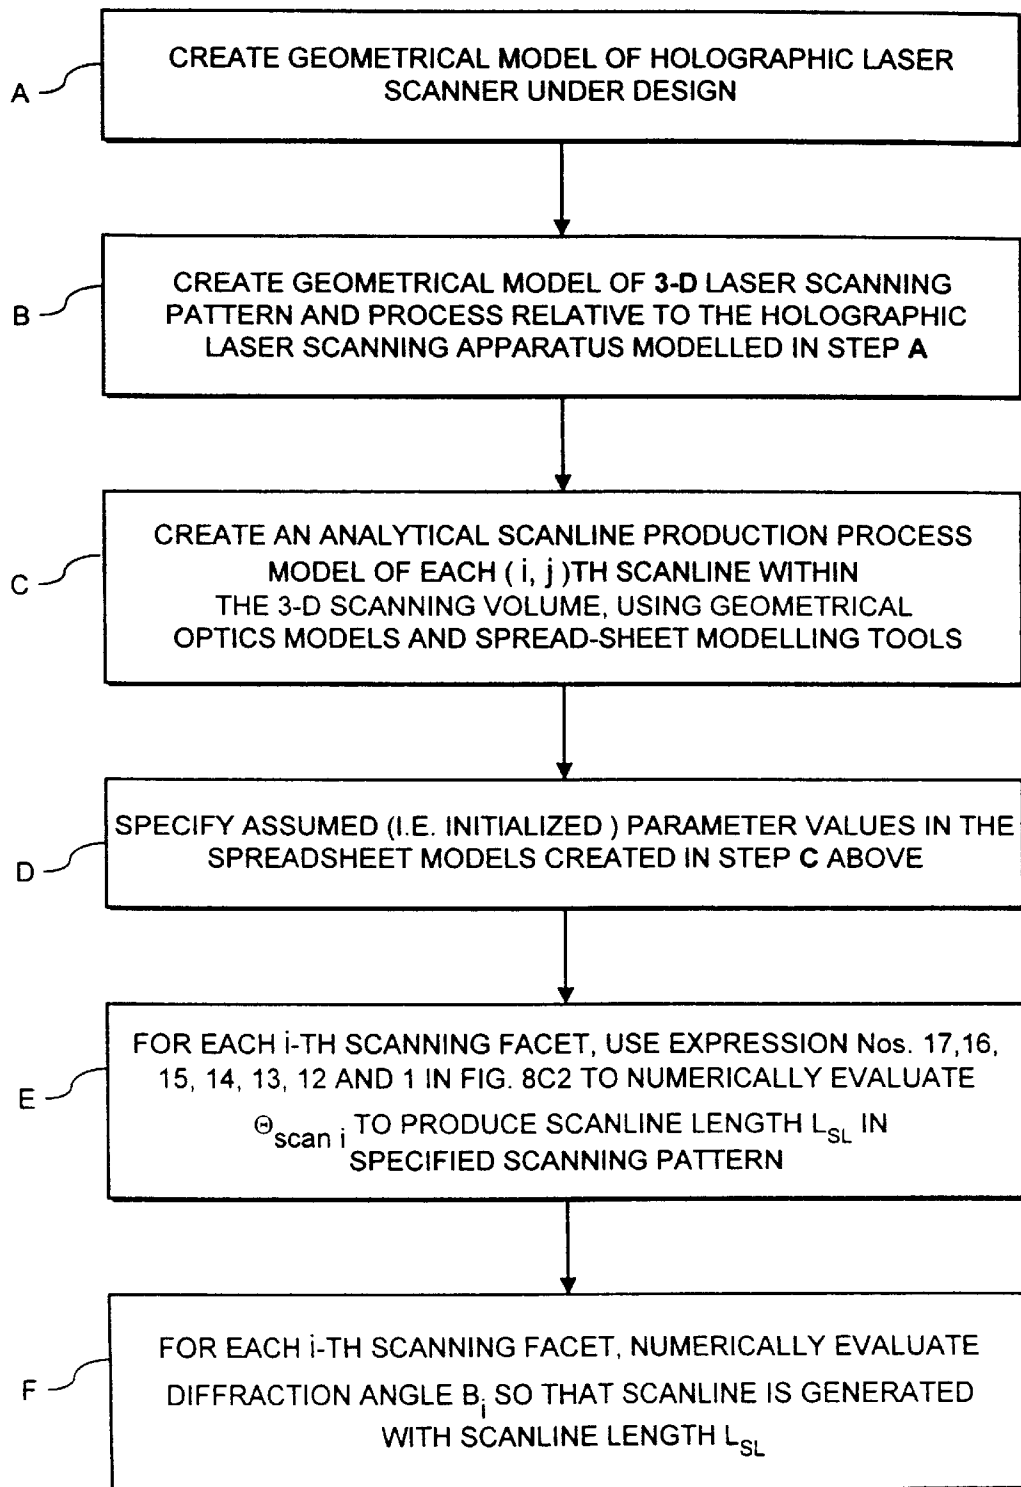 A
CREATE GEOMETRICAL MODEL OF HOLOGRAPHIC LASER
SCANNER UNDER DESIGN
B
CREATE GEOMETRICAL MODEL OF 3-D LASER SCANNING
PATTERN AND PROCESS RELATIVE TO THE HOLOGRAPHIC
LASER SCANNING APPARATUS MODELLED IN STEP A
C
CREATE AN ANALYTICAL SCANLINE PRODUCTION PROCESS
MODEL OF EACH ( i, j )TH SCANLINE WITHIN
THE 3-D SCANNING VOLUME, USING GEOMETRICAL
OPTICS MODELS AND SPREAD-SHEET MODELLING TOOLS
D
SPECIFY ASSUMED (I.E. INITIALIZED ) PARAMETER VALUES IN THE
SPREADSHEET MODELS CREATED IN STEP C ABOVE
E
FOR EACH i-TH SCANNING FACET, USE EXPRESSION Nos. 17,16,
15, 14, 13, 12 AND 1 IN FIG. 8C2 TO NUMERICALLY EVALUATE
Θscan i TO PRODUCE SCANLINE LENGTH LSL IN
SPECIFIED SCANNING PATTERN
F
FOR EACH i-TH SCANNING FACET, NUMERICALLY EVALUATE
DIFFRACTION ANGLE Bi SO THAT SCANLINE IS GENERATED
WITH SCANLINE LENGTH LSL